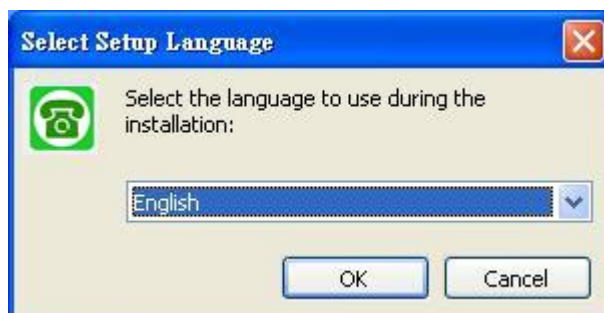 Select Setup Language
Select the language to use during the
installation:
English
OK
Cancel